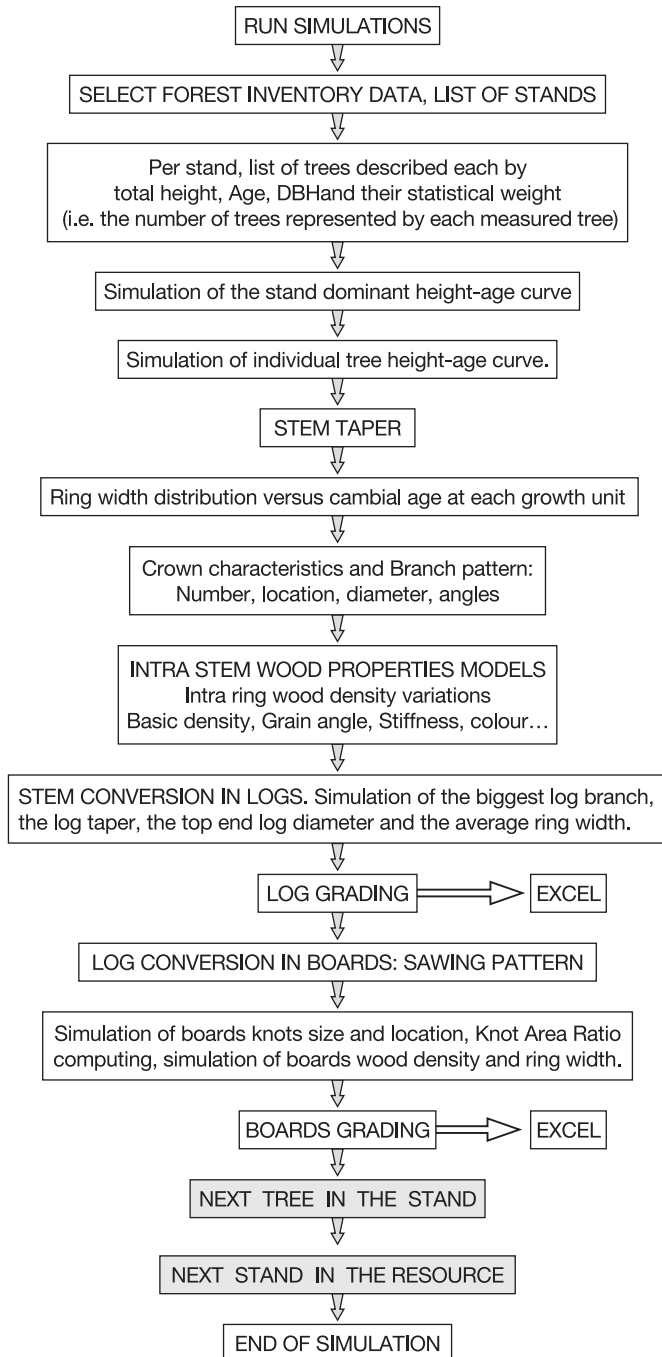 RUN SIMULATIONS
SELECT FOREST INVENTORY DATA, LIST OF STANDS
Per stand, list of trees described each by
total height, Age, DBHand their statistical weight
(i.e. the number of trees represented by each measured tree)
Simulation of the stand dominant height-age curve
Simulation of individual tree height-age curve.
STEM TAPER
Ring width distribution versus cambial age at each growth unit
Crown characteristics and Branch pattern:
Number, location, diameter, angles
INTRA STEM WOOD PROPERTIES MODELS
Intra ring wood density variations
Basic density, Grain angle, Stiffness, colour...
STEM CONVERSION IN LOGS. Simulation of the biggest log branch,
the log taper, the top end log diameter and the average ring width.
LOG GRADING
EXCEL
LOG CONVERSION IN BOARDS: SAWING PATTERN
Simulation of boards knots size and location, Knot Area Ratio
computing, simulation of boards wood density and ring width.
BOARDS GRADING
EXCEL
NEXT TREE IN THE STAND
NEXT STAND IN THE RESOURCE
END OF SIMULATION